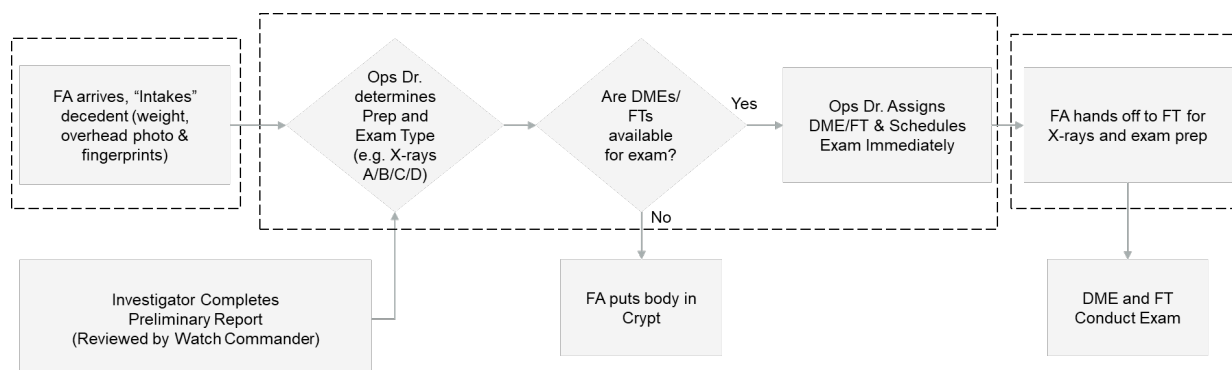 FA arrives, “Intakes”
decedent (weight,
overhead photo &
fingerprints)
Ops Dr.
determines
Prep and
Exam Type
(e.g. X-rays
A/B/C/D)
Are DMEs/
FTs
available
for exam?
Yes
No
Ops Dr. Assigns
DME/FT & Schedules
Exam Immediately
FA hands off to FT for
X-rays and exam prep
Investigator Completes
Preliminary Report
(Reviewed by Watch Commander)
FA puts body in
Crypt
DME and FT
Conduct Exam